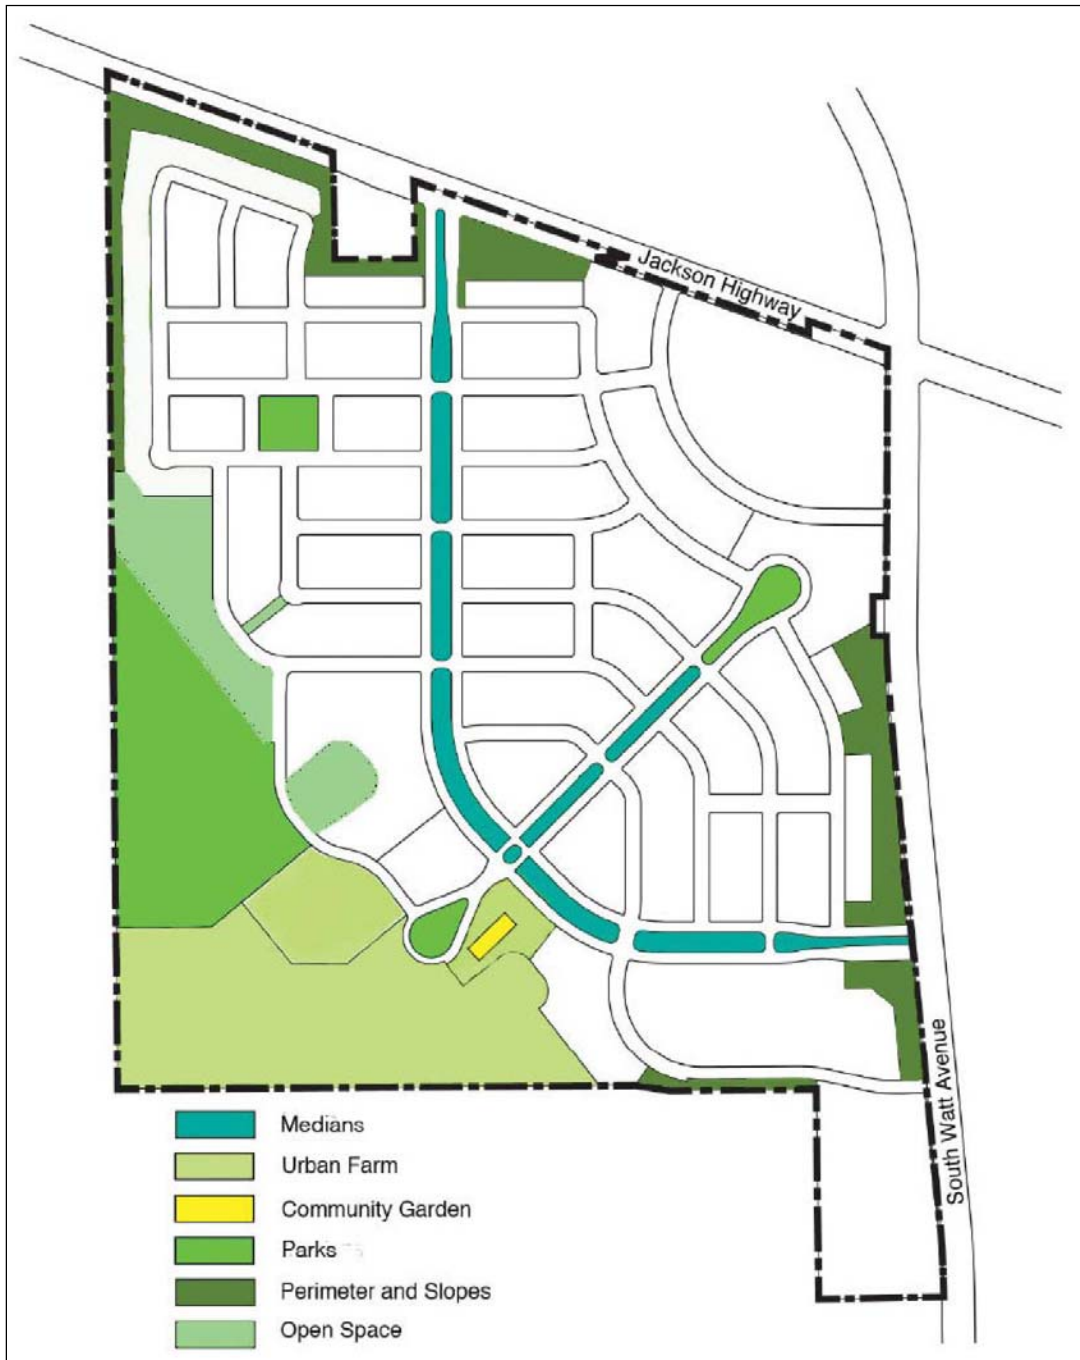 Jackson Highway
South Watt Avenue
Medians
Urban Farm
Community Garden
Parks
Perimeter and Slopes
Open Space